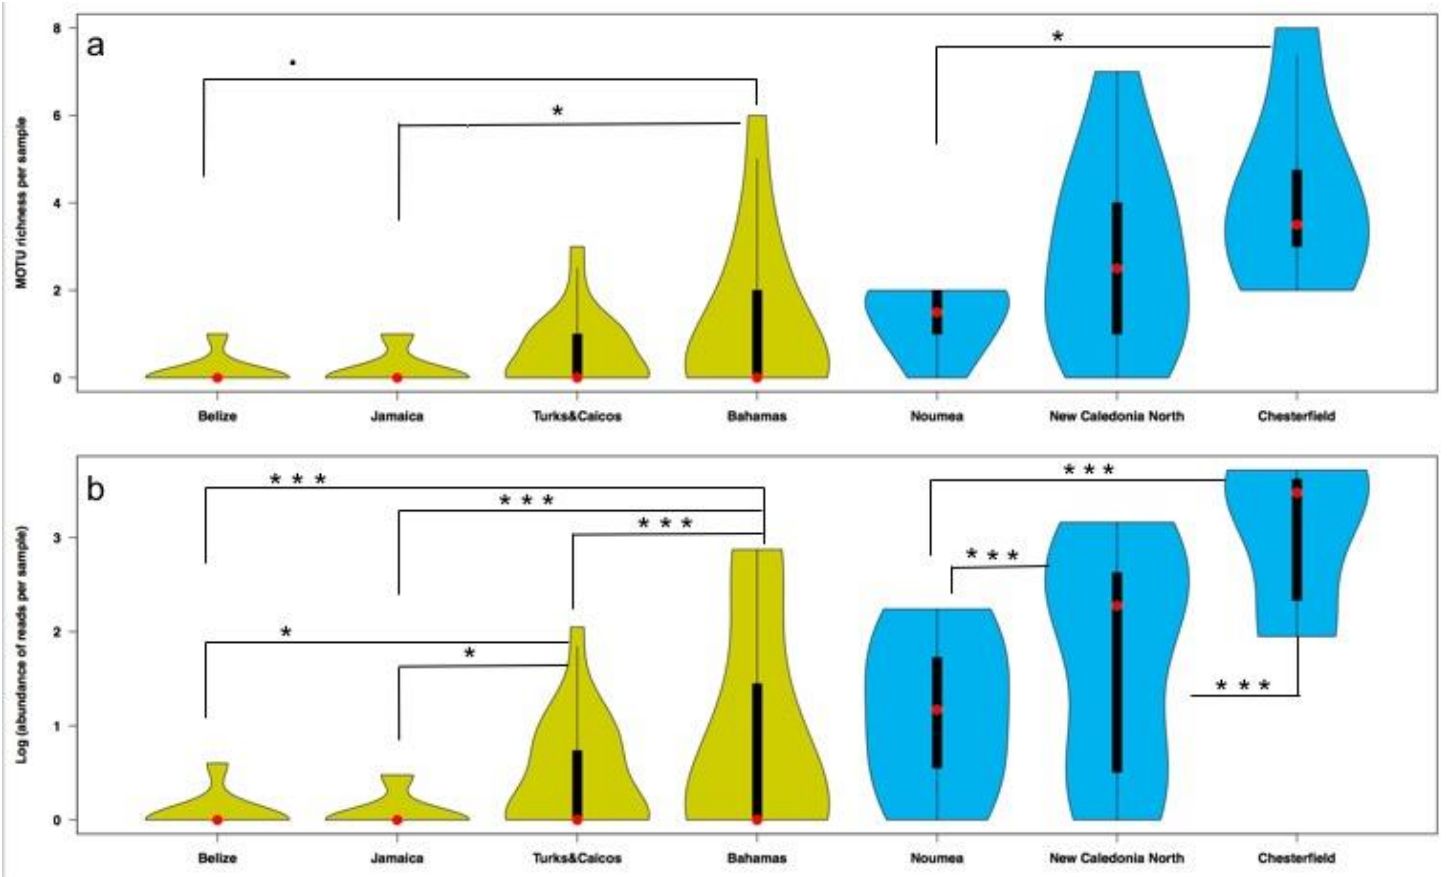 a
MOTU richness per sample
8
6
4
2
0
.
*
*
Belize Jamaica Turks&Caicos Bahamas Noumea New Caledonia North Chesterfield
b
Log (abundance of reads per sample)
3
2
1
0
* * *
* * *
* * *
*
*
* * *
* * *
* * *
Belize Jamaica Turks&Caicos Bahamas Noumea New Caledonia North Chesterfield